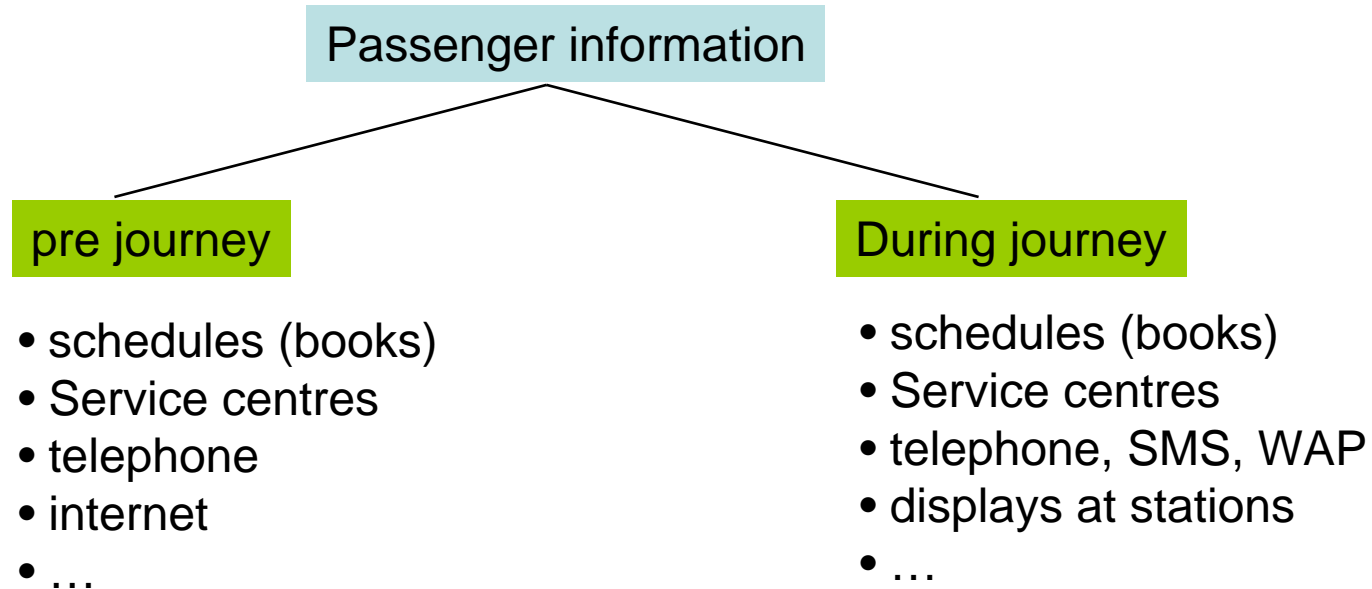 Passenger information
pre journey
• schedules (books)
• Service centres
• telephone
• internet
• …
During journey
• schedules (books)
• Service centres
• telephone, SMS, WAP
• displays at stations
• …